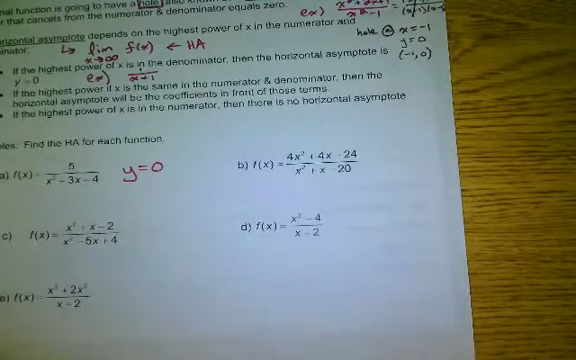 nal function is going to have a hole
r that cancels from the numerator & denominator equals zero. ex)
hole @ x = -1
y = 0
(-1, 0)
rizontal asymptote depends on the highest power of x in the numerator and
inator. ↳ lim x→∞ f(x) ← HA
If the highest power of x is in the denominator, then the horizontal asymptote is
y = 0 ex) 1/(x+1)
If the highest power if x is the same in the numerator & denominator, then the
horizontal asymptote will be the coefficients in front of those terms.
If the highest power of x is in the numerator, then there is no horizontal asymptote
les: Find the HA for each function.
a) f(x) = 5/(x² - 3x - 4) y = 0
b) f(x) = (4x² + 4x - 24)/(x² + x - 20)
c) f(x) = (x² + x - 2)/(x² - 5x + 4)
d) f(x) = (x² - 4)/(x - 2)
e) f(x) = (x³ + 2x²)/(x - 2)